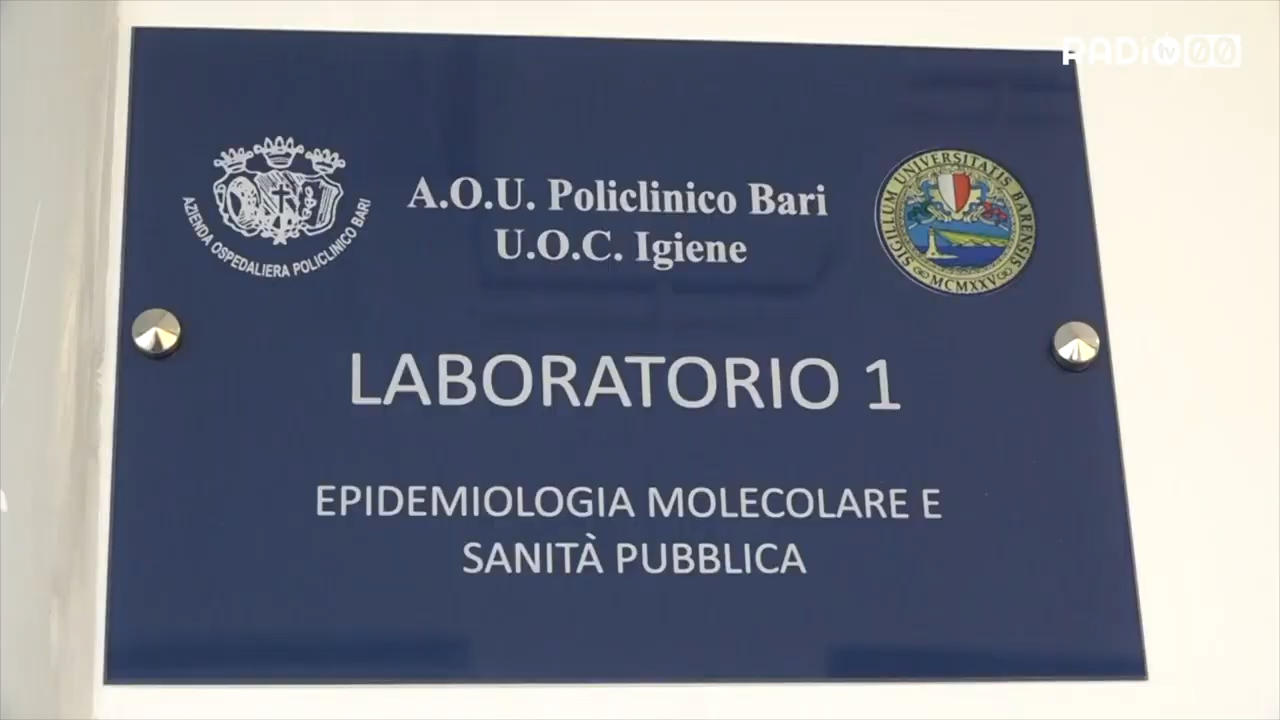 RADIO tv 00
AZIENDA OSPEDALIERA POLICLINICO BARI
A.O.U. Policlinico Bari
U.O.C. Igiene
SIGILLUM UNIVERSITATIS BARENSIS
MCMXXV
LABORATORIO 1
EPIDEMIOLOGIA MOLECOLARE E
SANITÀ PUBBLICA